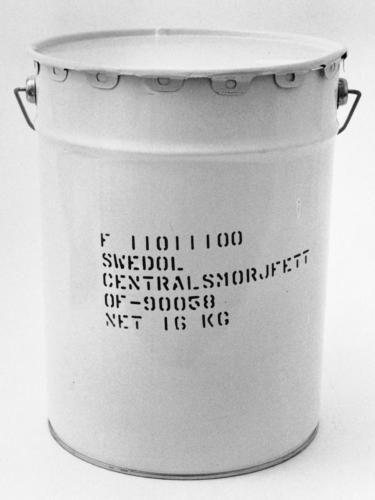 F 11011100
SWEDOL
CENTRALSMORJFETT
OF-90058
NET 16 KG